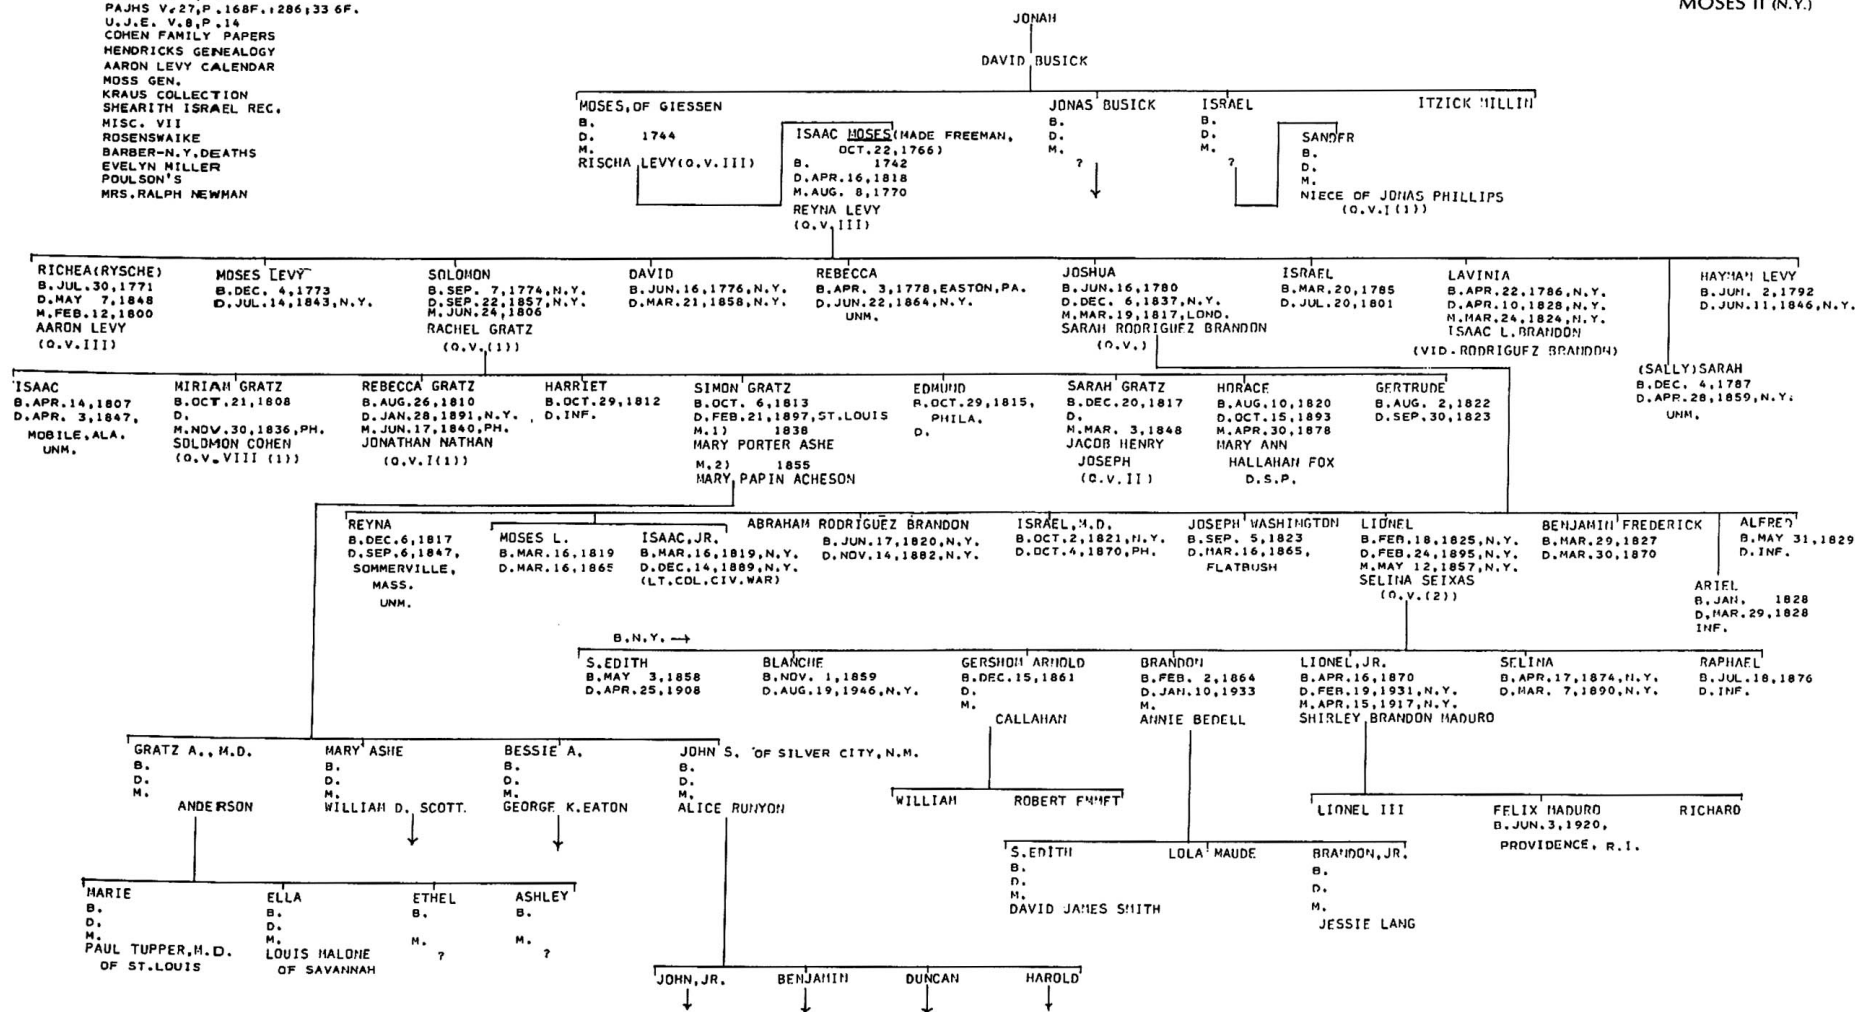 PAJHS V.27,P.168F.;286;336F.
U.J.E. V.8,P.14
COHEN FAMILY PAPERS
HENDRICKS GENEALOGY
AARON LEVY CALENDAR
MOSS GEN.
KRAUS COLLECTION
SHEARITH ISRAEL REC.
MISC. VII
ROSENSWAIKE
BARBER-N.Y.DEATHS
EVELYN MILLER
POULSON'S
MRS.RALPH NEWMAN
MOSES II (N.Y.)
JONAH
DAVID BUSICK
MOSES,OF GIESSEN
B.
D. 1744
M.
RISCHA LEVY(Q.V.III)
ISAAC MOSES(MADE FREEMAN,
OCT.22,1766)
B. 1742
D.APR.16,1818
M.AUG. 8,1770
REYNA LEVY
(Q.V.III)
JONAS BUSICK
B.
D.
M.
?
ISRAEL
B.
D.
M.
?
SANDER
B.
D.
M.
NIECE OF JONAS PHILLIPS
(Q.V.I(1))
ITZICK MILLIN
RICHEA(RYSCHE)
B.JUL.30,1771
D.MAY 7,1848
M.FEB.12,1800
AARON LEVY
(Q.V.III)
MOSES LEVY
B.DEC. 4,1773
D.JUL.14,1843,N.Y.
SOLOMON
B.SEP. 7,1774,N.Y.
D.SEP.22,1857,N.Y.
M.JUN.24,1806
RACHEL GRATZ
(Q.V.(1))
DAVID
B.JUN.16,1776,N.Y.
D.MAR.21,1858,N.Y.
REBECCA
B.APR. 3,1778,EASTON,PA.
D.JUN.22,1864,N.Y.
UNM.
JOSHUA
B.JUN.16,1780
D.DEC. 6,1837,N.Y.
M.MAR.19,1817,LOND.
SARAH RODRIGUEZ BRANDON
(Q.V.)
ISRAEL
B.MAR.20,1785
D.JUL.20,1801
LAVINIA
B.APR.22,1786,N.Y.
D.APR.10,1828,N.Y.
M.MAR.24,1824,N.Y.
ISAAC L.BRANDON
(VID.RODRIGUEZ BRANDON)
HAYMAN LEVY
B.JUN. 2,1792
D.JUN.11,1846,N.Y.
(SALLY)SARAH
B.DEC. 4,1787
D.APR.28,1859,N.Y.
UNM.
ISAAC
B.APR.14,1807
D.APR. 3,1847,
MOBILE,ALA.
UNM.
MIRIAM GRATZ
B.OCT.21,1808
D.
M.NOV.30,1836,PH.
SOLOMON COHEN
(Q.V.VIII (1))
REBECCA GRATZ
B.AUG.26,1810
D.JAN.28,1891,N.Y.
M.JUN.17,1840,PH.
JONATHAN NATHAN
(Q.V.I(1))
HARRIET
B.OCT.29,1812
D.INF.
SIMON GRATZ
B.OCT. 6,1813
D.FEB.21,1897,ST.LOUIS
M.1) 1838
MARY PORTER ASHE
M.2) 1855
MARY PAPIN ACHESON
EDMUND
B.OCT.29,1815,
PHILA.
D.
SARAH GRATZ
B.DEC.20,1817
D.
M.MAR. 3,1848
JACOB HENRY
JOSEPH
(Q.V.II)
HORACE
B.AUG.10,1820
D.OCT.15,1893
M.APR.30,1878
MARY ANN
HALLAHAN FOX
D.S.P.
GERTRUDE
B.AUG. 2,1822
D.SEP.30,1823
REYNA
B.DEC.6,1817
D.SEP.6,1847,
SOMMERVILLE,
MASS.
UNM.
MOSES L.
B.MAR.16,1819
D.MAR.16,1865
ISAAC,JR.
B.MAR.16,1819,N.Y.
D.DEC.14,1889,N.Y.
(LT.COL.CIV.WAR)
ABRAHAM RODRIGUEZ BRANDON
B.JUN.17,1820,N.Y.
D.NOV.14,1882,N.Y.
ISRAEL,M.D.
B.OCT.2,1821,N.Y.
D.OCT.4,1870,PH.
JOSEPH WASHINGTON
B.SEP. 5,1823
D.MAR.16,1865,
FLATBUSH
LIONEL
B.FEB.18,1825,N.Y.
D.FEB.24,1895,N.Y.
M.MAY 12,1857,N.Y.
SELINA SEIXAS
(Q.V.(2))
BENJAMIN FREDERICK
B.MAR.29,1827
D.MAR.30,1870
ALFRED
B.MAY 31,1829
D.INF.
ARIEL
B.JAN. 1828
D.MAR.29,1828
INF.
B.N.Y. →
S.EDITH
B.MAY 3,1858
D.APR.25,1908
BLANCHE
B.NOV. 1,1859
D.AUG.19,1946,N.Y.
GERSHOM ARNOLD
B.DEC.15,1861
D.
M.
CALLAHAN
BRANDON
B.FEB. 2,1864
D.JAN.10,1933
M.
ANNIE BEDELL
LIONEL,JR.
B.APR.16,1870
D.FEB.19,1931,N.Y.
M.APR.15,1917,N.Y.
SHIRLEY BRANDON MADURO
SELINA
B.APR.17,1874,N.Y.
D.MAR. 7,1890,N.Y.
RAPHAEL
B.JUL.18,1876
D.INF.
GRATZ A.,M.D.
B.
D.
M.
ANDERSON
MARY ASHE
B.
D.
M.
WILLIAM D. SCOTT.
BESSIE A.
B.
D.
M.
GEORGE K.EATON
JOHN S. OF SILVER CITY,N.M.
B.
D.
M.
ALICE RUNYON
WILLIAM
ROBERT EMMET
LIONEL III
FELIX MADURO
B.JUN.3,1920,
PROVIDENCE, R.I.
RICHARD
S.EDITH
B.
D.
M.
DAVID JAMES SMITH
LOLA MAUDE
BRANDON,JR.
B.
D.
M.
JESSIE LANG
MARIE
B.
D.
M.
PAUL TUPPER,M.D.
OF ST.LOUIS
ELLA
B.
D.
M.
LOUIS MALONE
OF SAVANNAH
ETHEL
B.
M.
?
ASHLEY
B.
M.
?
JOHN,JR.
BENJAMIN
DUNCAN
HAROLD